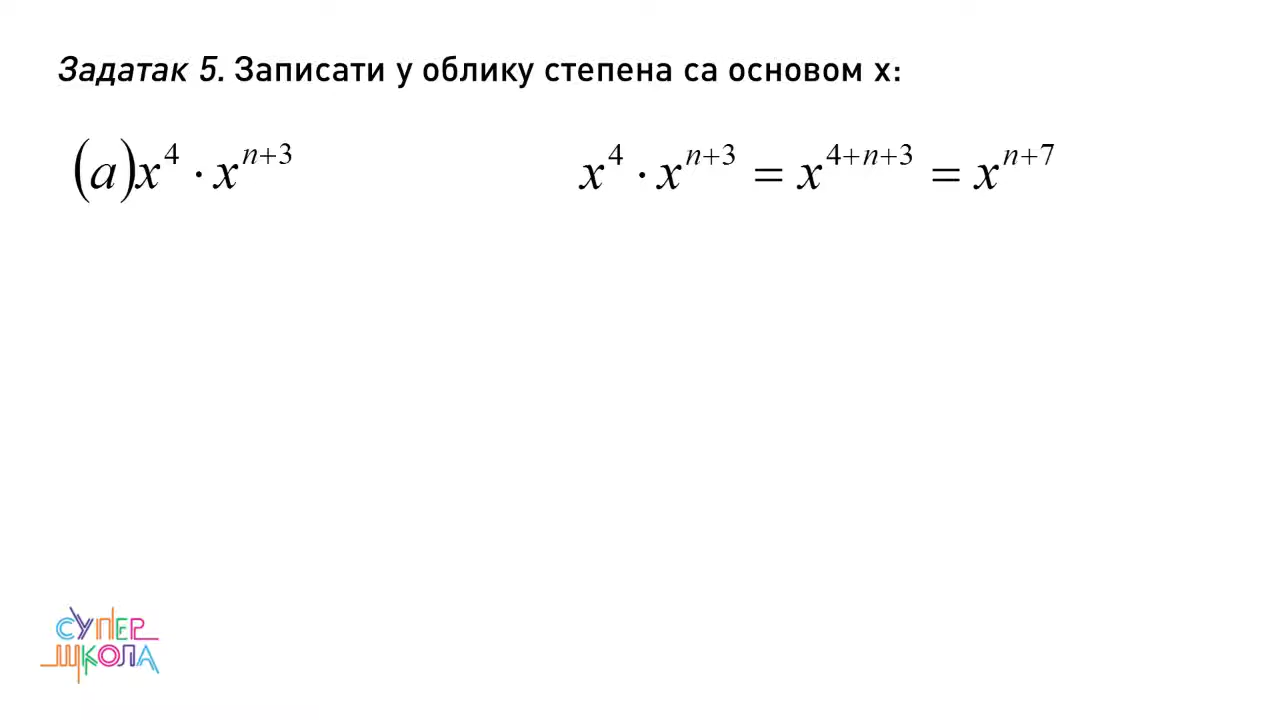 Задатак 5. Записати у облику степена са основом x:
(a) x^4 · x^{n+3}
x^4 · x^{n+3} = x^{4+n+3} = x^{n+7}
СУПЕР
ШКОЛА